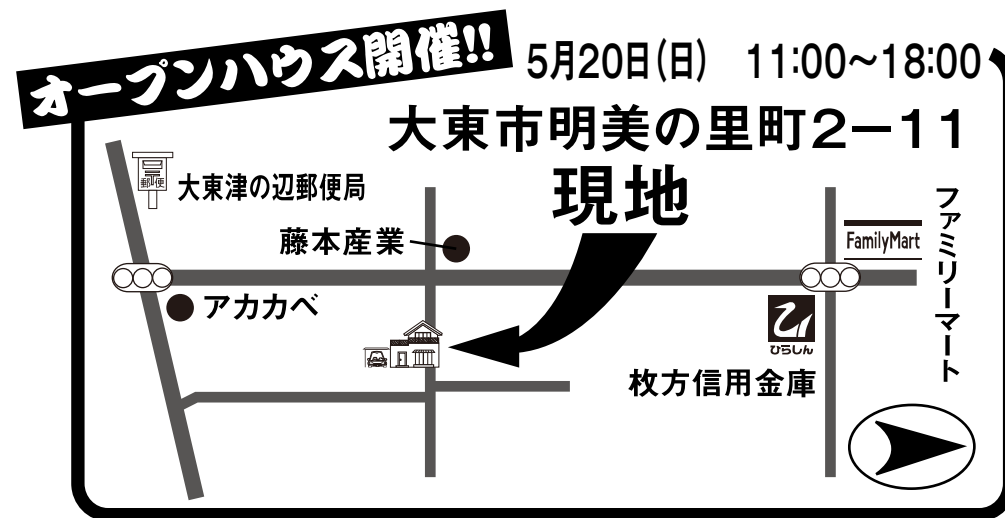 オープンハウス開催!!
5月20日(日) 11:00〜18:00
大東市明美の里町2−11
現地
郵便
大東津の辺郵便局
藤本産業
アカカベ
FamilyMart
ファミリーマート
ひらしん
枚方信用金庫